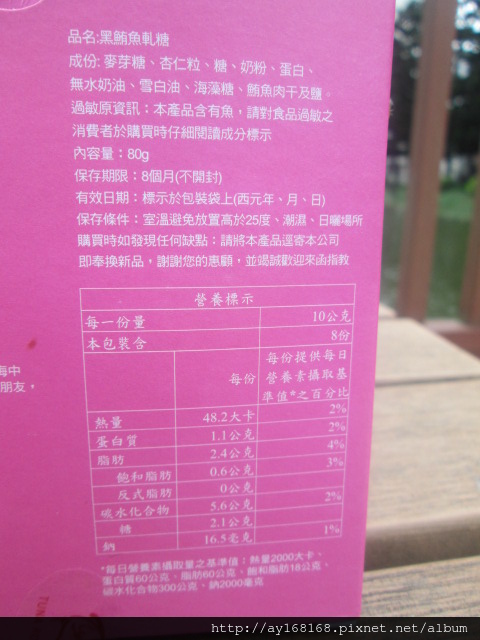 品名:黑鮪魚軋糖
成份: 麥芽糖、杏仁粒、糖、奶粉、蛋白、
無水奶油、雪白油、海藻糖、鮪魚肉干及鹽。
過敏原資訊：本產品含有魚，請對食品過敏之
消費者於購買時仔細閱讀成分標示
內容量：80g
保存期限：8個月(不開封)
有效日期：標示於包裝袋上(西元年、月、日)
保存條件：室溫避免放置高於25度、潮濕、日曬場所
購買時如發現任何缺點：請將本產品逕寄本公司
即奉換新品，謝謝您的惠顧，並竭誠歡迎來函指教
營養標示
每一份量 10公克
本包裝含 8份
每份 每份提供每日
營養素攝取基
準值*之百分比
熱量 48.2大卡 2%
蛋白質 1.1公克 2%
脂肪 2.4公克 4%
飽和脂肪 0.6公克 3%
反式脂肪 0公克
碳水化合物 5.6公克 2%
糖 2.1公克
鈉 16.5毫克 1%
*每日營養素攝取量之基準值：熱量2000大卡、
蛋白質60公克、脂肪60公克、飽和脂肪18公克、
碳水化合物300公克、鈉2000毫克
海中
朋友，
http://ay168168.pixnet.net/album